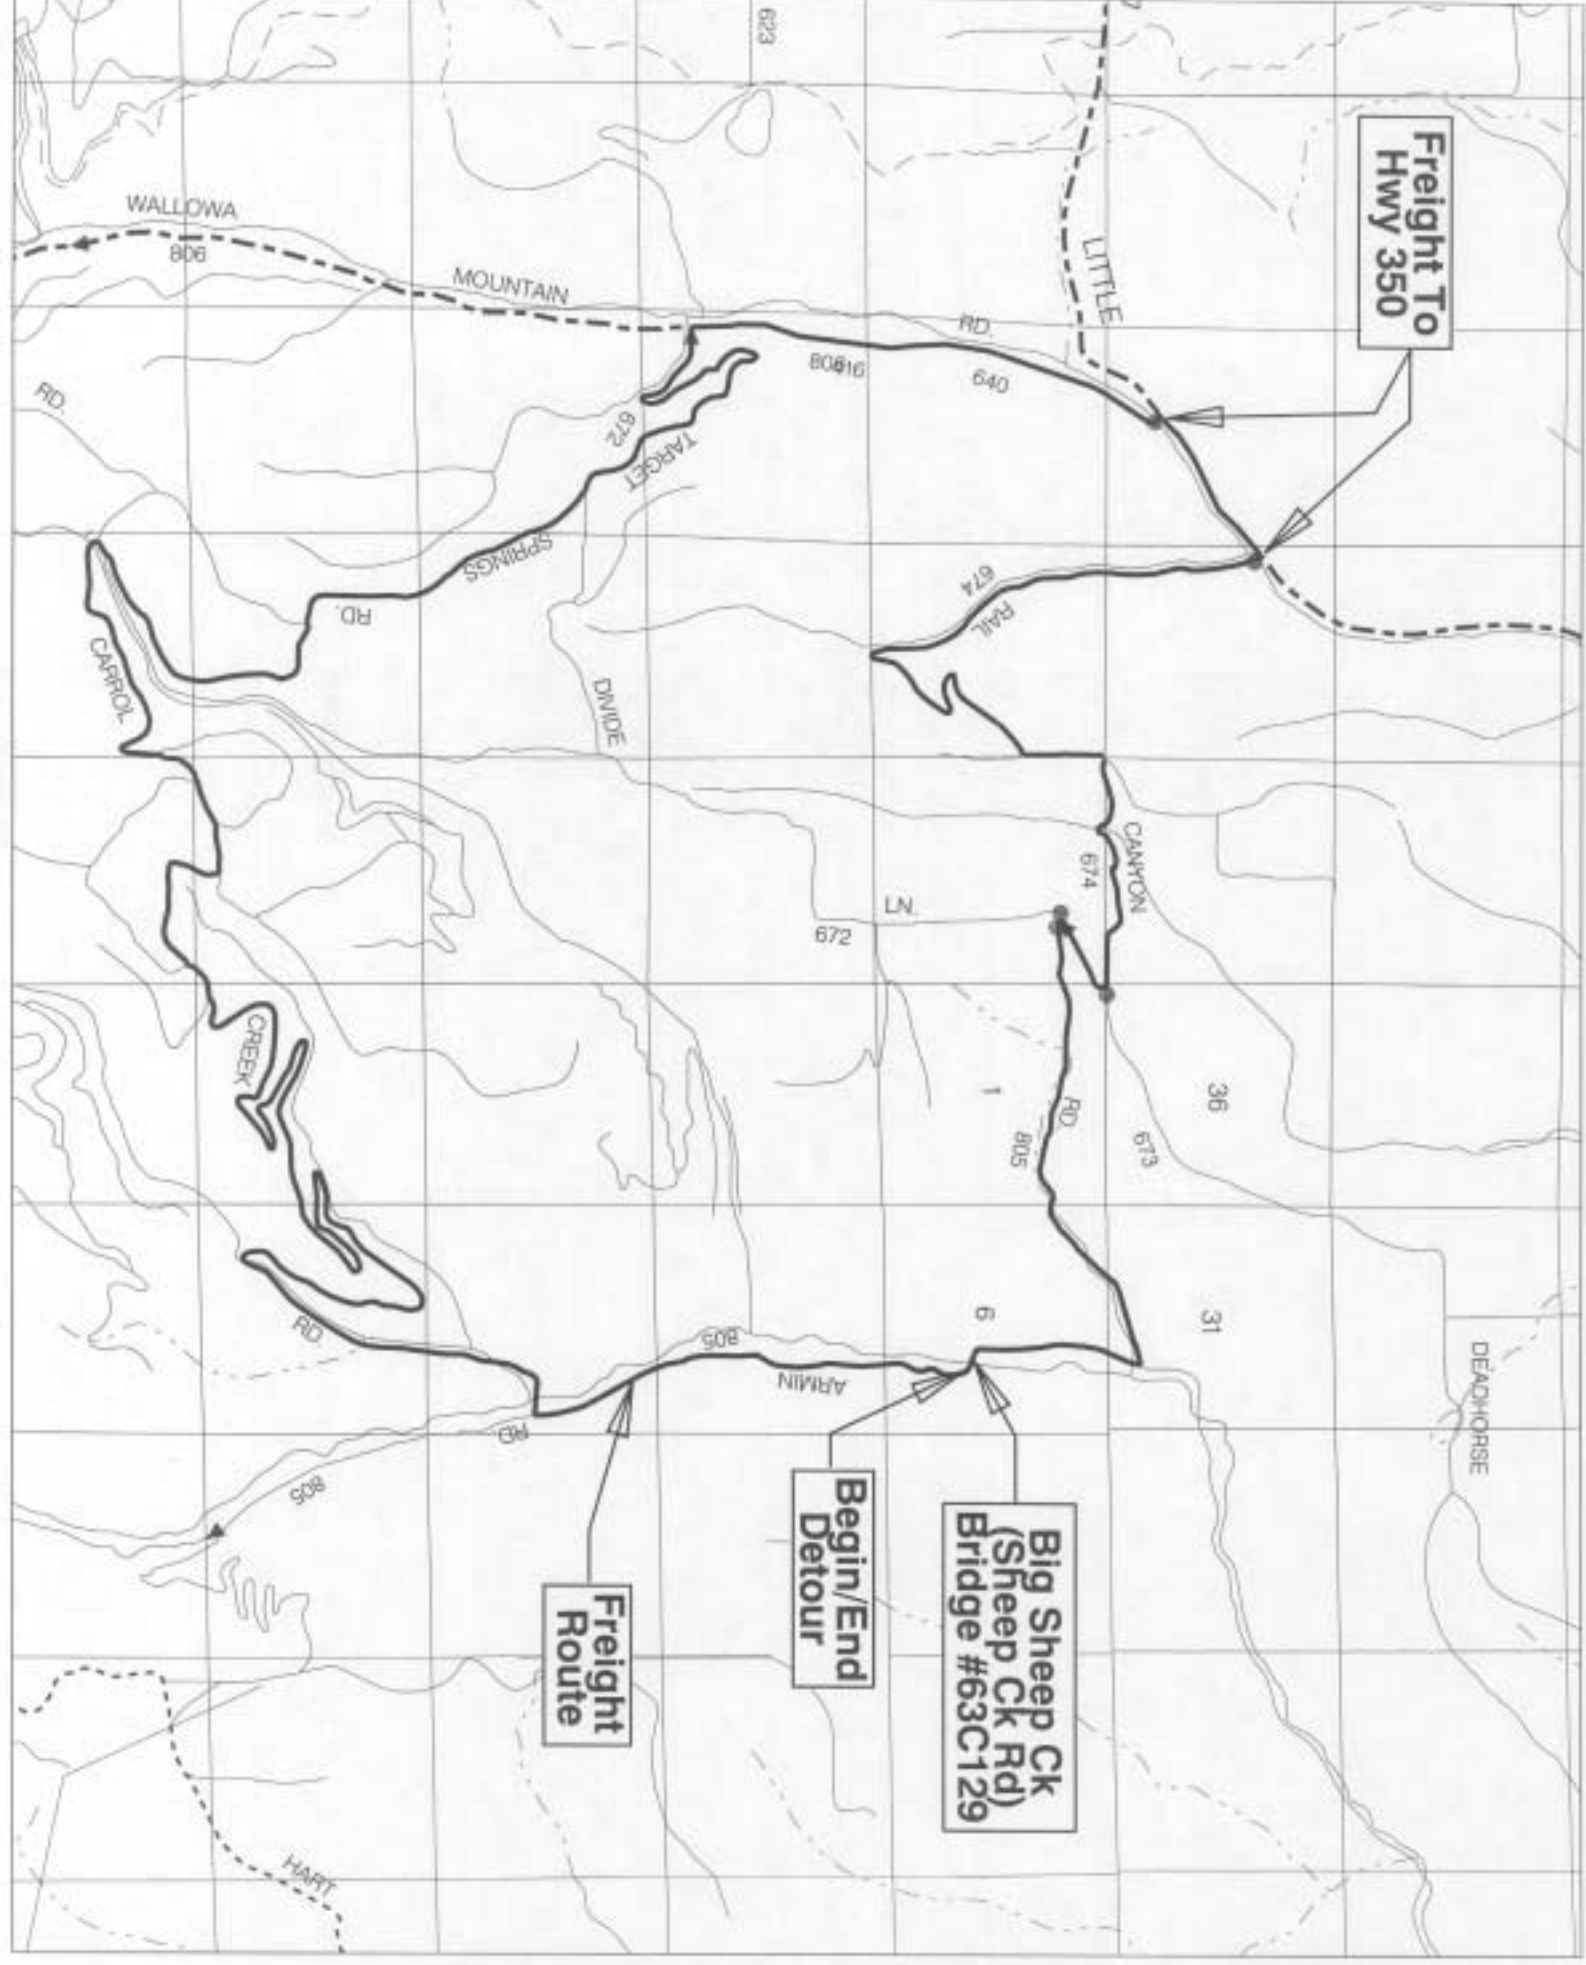 Freight To
Hwy 350
623
WALLOWA
806
MOUNTAIN
RD.
LITTLE
640
RD.
672
TARGET
SPRINGS
RD.
674
RAIL
CARROL
DIVIDE
CANYON
674
LN.
672
CREEK
1
36
RD
805
673
6
31
RD
805
ARMIN
DEADHORSE
RD
805
Big Sheep Ck
(Sheep Ck Rd)
Bridge #63C129
Begin/End
Detour
Freight
Route
HART